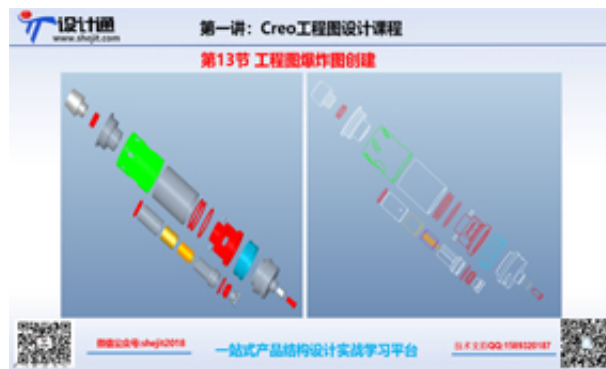 设计通
www.shejit.com
第一讲：Creo工程图设计课程
第13节 工程图爆炸图创建
微信公众号:shejit2018
一站式产品结构设计实战学习平台
技术支持QQ:1589320187